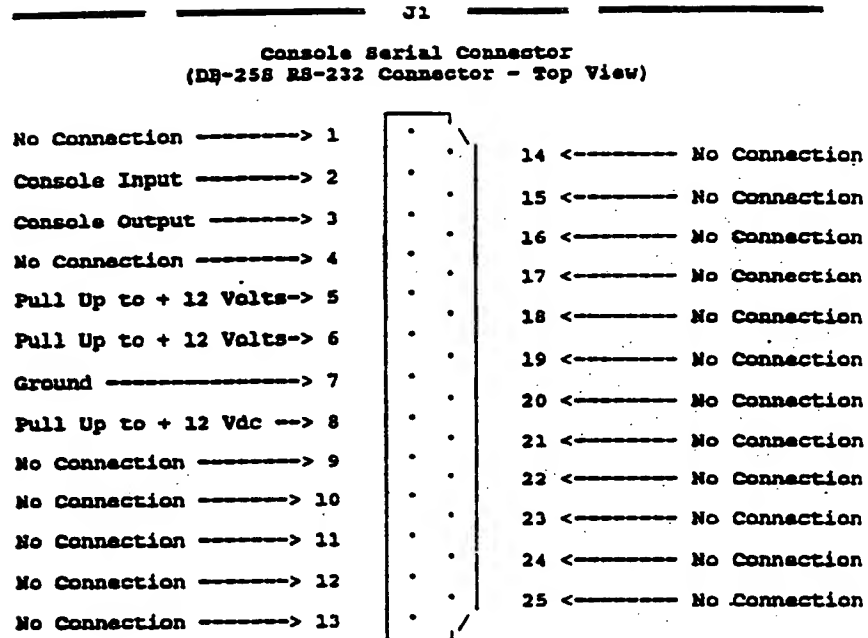 J1
Console Serial Connector
(DB-25S RS-232 Connector - Top View)
No Connection --------> 1
Console Input --------> 2
Console Output -------> 3
No Connection --------> 4
Pull Up to + 12 Volts-> 5
Pull Up to + 12 Volts-> 6
Ground ---------------> 7
Pull Up to + 12 Vdc --> 8
No Connection --------> 9
No Connection --------> 10
No Connection --------> 11
No Connection --------> 12
No Connection --------> 13
14 <--------- No Connection
15 <--------- No Connection
16 <--------- No Connection
17 <--------- No Connection
18 <--------- No Connection
19 <--------- No Connection
20 <--------- No Connection
21 <--------- No Connection
22 <--------- No Connection
23 <--------- No Connection
24 <--------- No Connection
25 <--------- No Connection